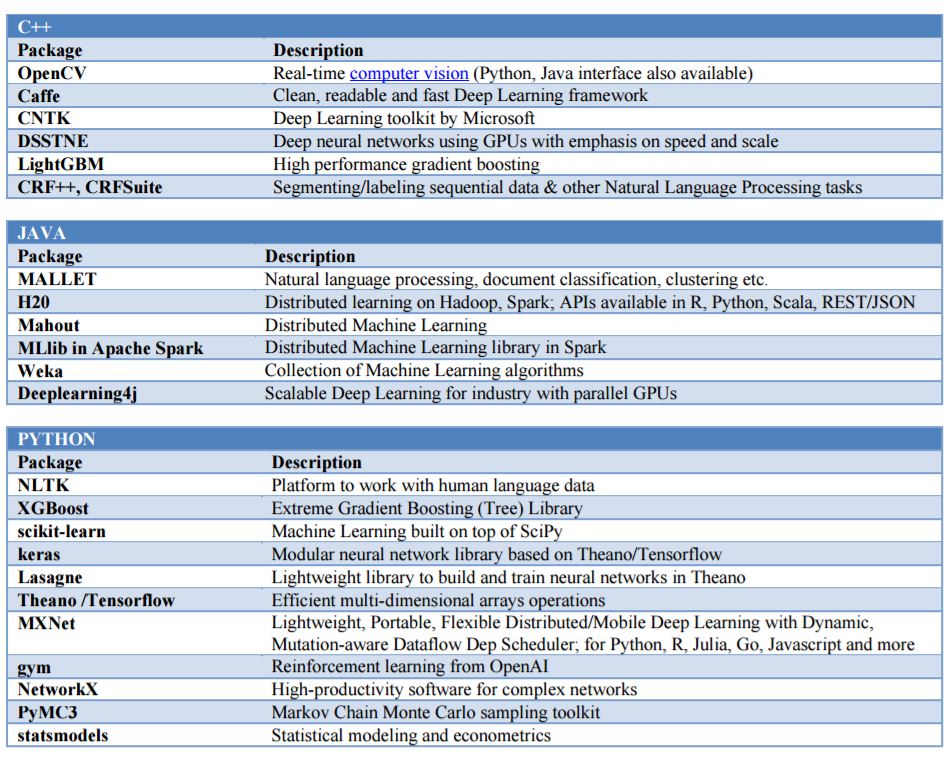 C++
Package Description
OpenCV Real-time computer vision (Python, Java interface also available)
Caffe Clean, readable and fast Deep Learning framework
CNTK Deep Learning toolkit by Microsoft
DSSTNE Deep neural networks using GPUs with emphasis on speed and scale
LightGBM High performance gradient boosting
CRF++, CRFSuite Segmenting/labeling sequential data & other Natural Language Processing tasks
JAVA
Package Description
MALLET Natural language processing, document classification, clustering etc.
H20 Distributed learning on Hadoop, Spark; APIs available in R, Python, Scala, REST/JSON
Mahout Distributed Machine Learning
MLlib in Apache Spark Distributed Machine Learning library in Spark
Weka Collection of Machine Learning algorithms
Deeplearning4j Scalable Deep Learning for industry with parallel GPUs
PYTHON
Package Description
NLTK Platform to work with human language data
XGBoost Extreme Gradient Boosting (Tree) Library
scikit-learn Machine Learning built on top of SciPy
keras Modular neural network library based on Theano/Tensorflow
Lasagne Lightweight library to build and train neural networks in Theano
Theano /Tensorflow Efficient multi-dimensional arrays operations
MXNet Lightweight, Portable, Flexible Distributed/Mobile Deep Learning with Dynamic,
Mutation-aware Dataflow Dep Scheduler; for Python, R, Julia, Go, Javascript and more
gym Reinforcement learning from OpenAI
NetworkX High-productivity software for complex networks
PyMC3 Markov Chain Monte Carlo sampling toolkit
statsmodels Statistical modeling and econometrics